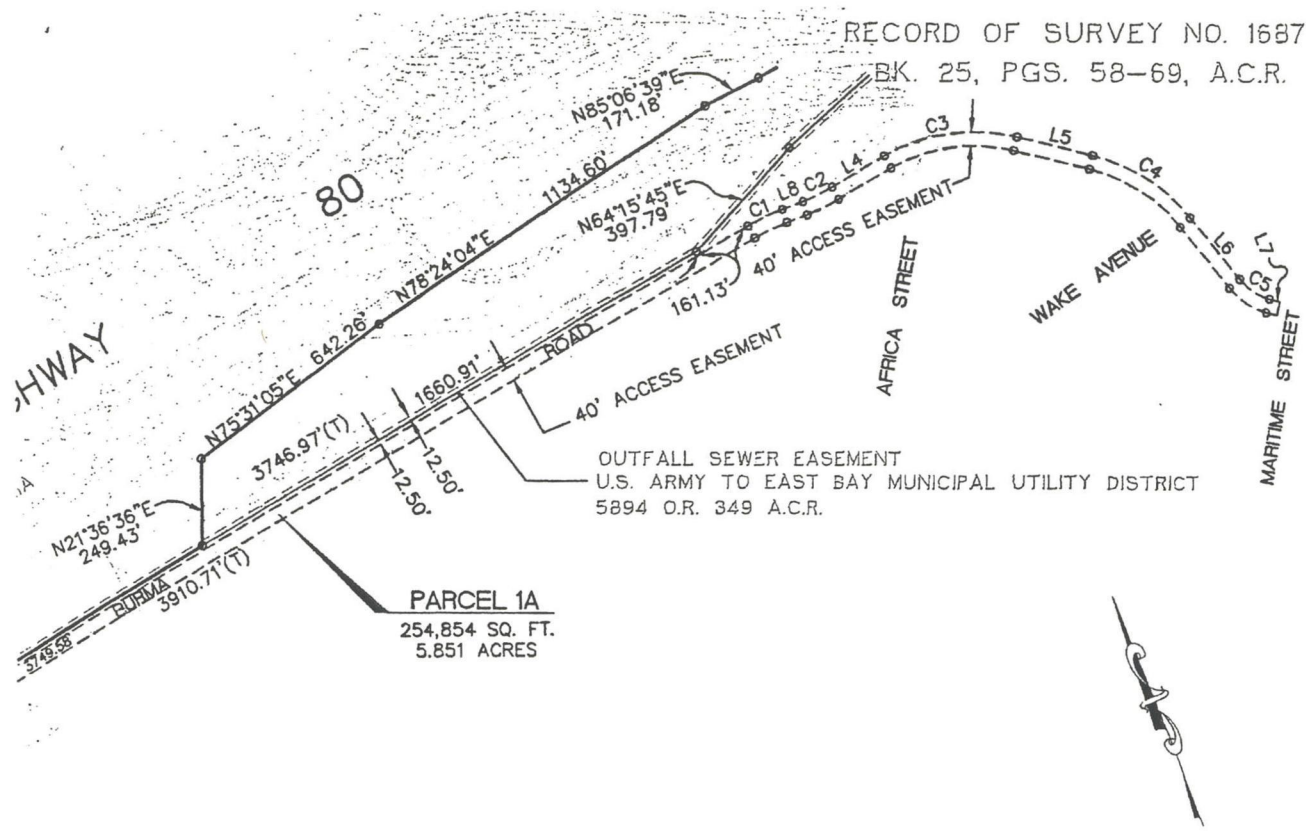 RECORD OF SURVEY NO. 1687
BK. 25, PGS. 58-69, A.C.R.
N85°06'39"E
171.18'
80
1134.60'
N78°24'04"E
N64°15'45"E
397.79'
C1
L8
C2
L4
C3
L5
C4
L6
L7
C5
40' ACCESS EASEMENT
161.13'
AFRICA STREET
WAKE AVENUE
MARITIME STREET
HWAY
N75°31'05"E
642.26'
1660.91'
ROAD
40' ACCESS EASEMENT
3746.97'(T)
12.50'
12.50'
OUTFALL SEWER EASEMENT
U.S. ARMY TO EAST BAY MUNICIPAL UTILITY DISTRICT
5894 O.R. 349 A.C.R.
N21°36'36"E
249.43'
BURMA
3910.71'(T)
3749.58'
PARCEL 1A
254,854 SQ. FT.
5.851 ACRES